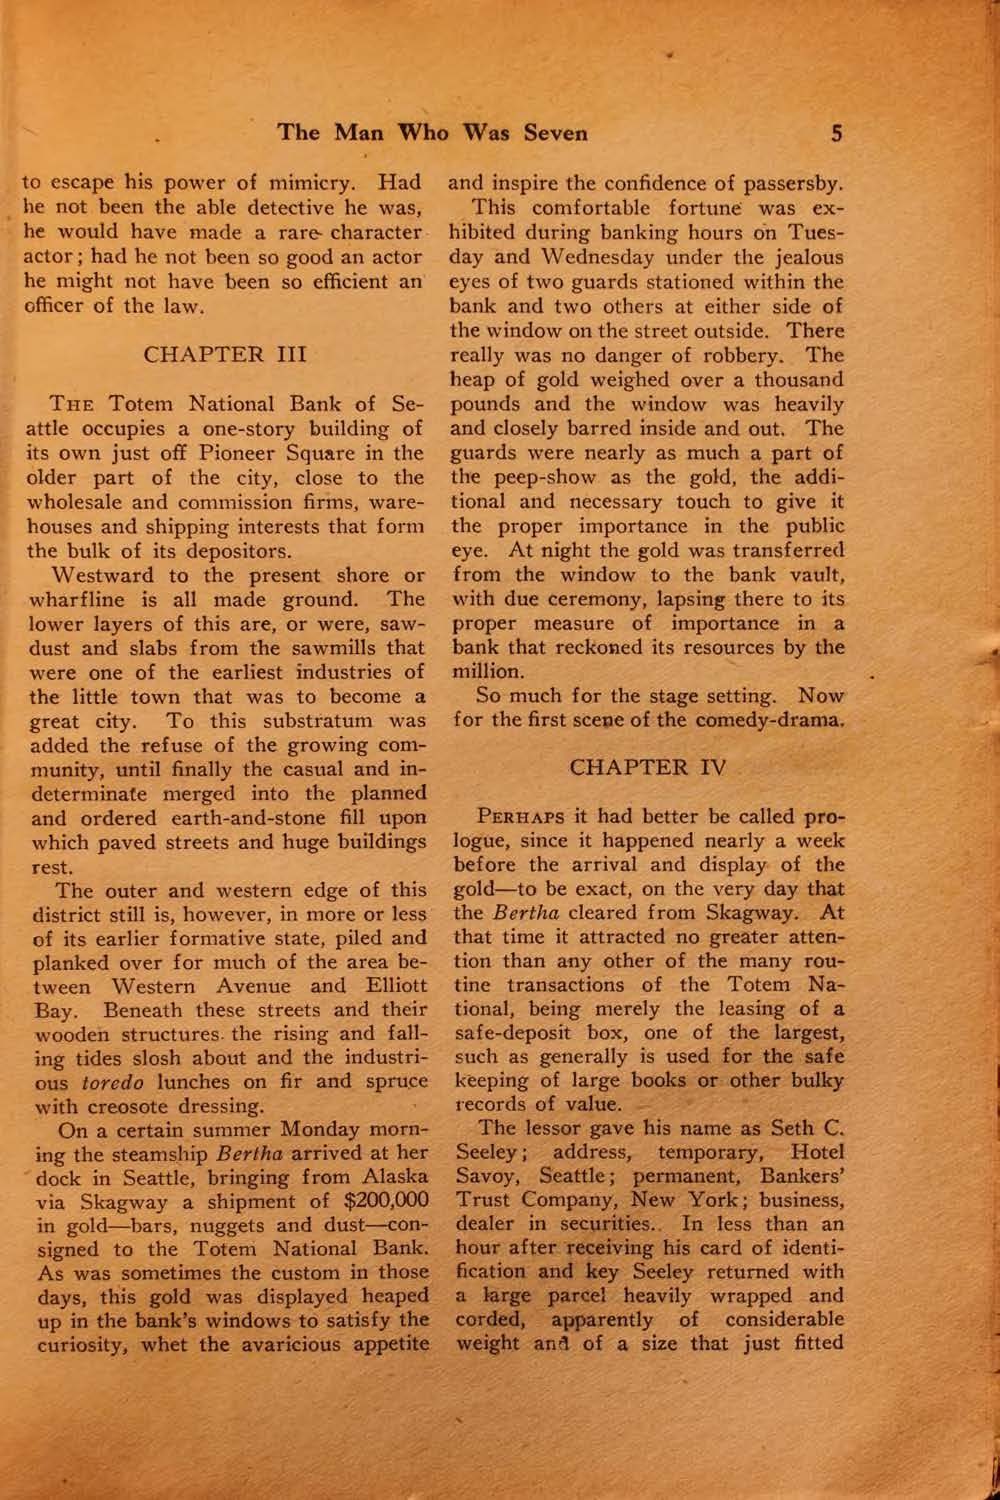 The Man Who Was Seven 5
to escape his power of mimicry. Had
he not been the able detective he was,
he would have made a rare character
actor; had he not been so good an actor
he might not have been so efficient an
officer of the law.
CHAPTER III
THE Totem National Bank of Se-
attle occupies a one-story building of
its own just off Pioneer Square in the
older part of the city, close to the
wholesale and commission firms, ware-
houses and shipping interests that form
the bulk of its depositors.
Westward to the present shore or
wharfline is all made ground. The
lower layers of this are, or were, saw-
dust and slabs from the sawmills that
were one of the earliest industries of
the little town that was to become a
great city. To this substratum was
added the refuse of the growing com-
munity, until finally the casual and in-
determinate merged into the planned
and ordered earth-and-stone fill upon
which paved streets and huge buildings
rest.
The outer and western edge of this
district still is, however, in more or less
of its earlier formative state, piled and
planked over for much of the area be-
tween Western Avenue and Elliott
Bay. Beneath these streets and their
wooden structures the rising and fall-
ing tides slosh about and the industri-
ous toredo lunches on fir and spruce
with creosote dressing.
On a certain summer Monday morn-
ing the steamship Bertha arrived at her
dock in Seattle, bringing from Alaska
via Skagway a shipment of $200,000
in gold—bars, nuggets and dust—con-
signed to the Totem National Bank.
As was sometimes the custom in those
days, this gold was displayed heaped
up in the bank's windows to satisfy the
curiosity, whet the avaricious appetite
and inspire the confidence of passersby.
This comfortable fortune was ex-
hibited during banking hours on Tues-
day and Wednesday under the jealous
eyes of two guards stationed within the
bank and two others at either side of
the window on the street outside. There
really was no danger of robbery. The
heap of gold weighed over a thousand
pounds and the window was heavily
and closely barred inside and out. The
guards were nearly as much a part of
the peep-show as the gold, the addi-
tional and necessary touch to give it
the proper importance in the public
eye. At night the gold was transferred
from the window to the bank vault,
with due ceremony, lapsing there to its
proper measure of importance in a
bank that reckoned its resources by the
million.
So much for the stage setting. Now
for the first scene of the comedy-drama.
CHAPTER IV
PERHAPS it had better be called pro-
logue, since it happened nearly a week
before the arrival and display of the
gold—to be exact, on the very day that
the Bertha cleared from Skagway. At
that time it attracted no greater atten-
tion than any other of the many rou-
tine transactions of the Totem Na-
tional, being merely the leasing of a
safe-deposit box, one of the largest,
such as generally is used for the safe
keeping of large books or other bulky
records of value.
The lessor gave his name as Seth C.
Seeley; address, temporary, Hotel
Savoy, Seattle; permanent, Bankers'
Trust Company, New York; business,
dealer in securities. In less than an
hour after receiving his card of identi-
fication and key Seeley returned with
a large parcel heavily wrapped and
corded, apparently of considerable
weight and of a size that just fitted